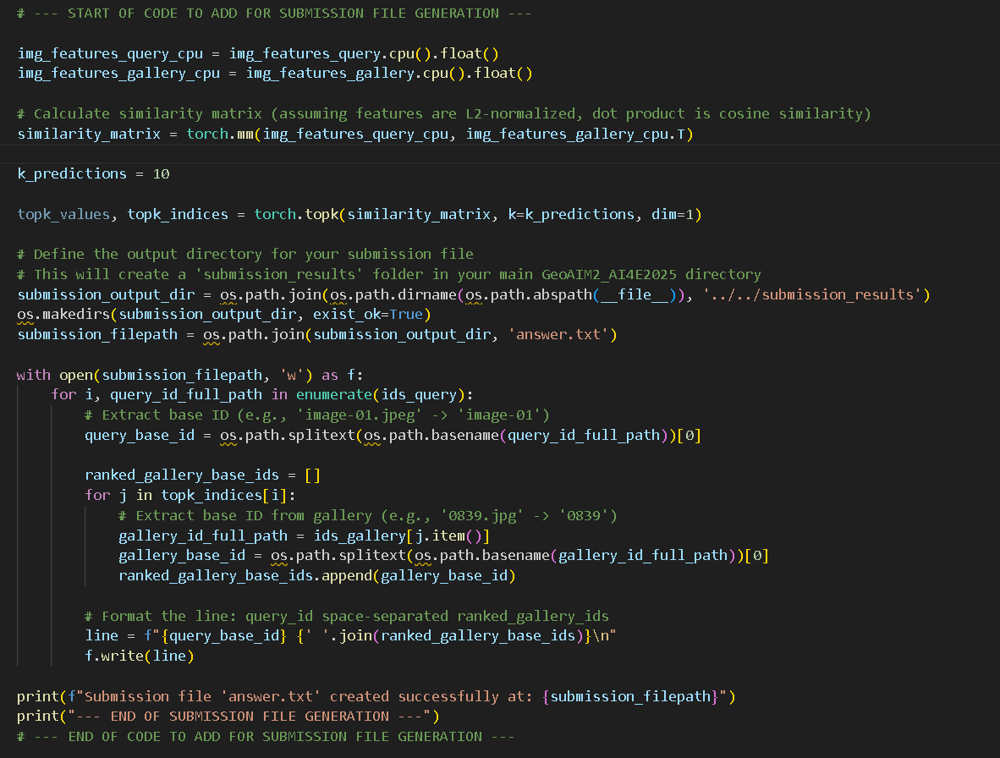 # --- START OF CODE TO ADD FOR SUBMISSION FILE GENERATION ---
img_features_query_cpu = img_features_query.cpu().float()
img_features_gallery_cpu = img_features_gallery.cpu().float()
# Calculate similarity matrix (assuming features are L2-normalized, dot product is cosine similarity)
similarity_matrix = torch.mm(img_features_query_cpu, img_features_gallery_cpu.T)
k_predictions = 10
topk_values, topk_indices = torch.topk(similarity_matrix, k=k_predictions, dim=1)
# Define the output directory for your submission file
# This will create a 'submission_results' folder in your main GeoAIM2_AI4E2025 directory
submission_output_dir = os.path.join(os.path.dirname(os.path.abspath(__file__)), '../../submission_results')
os.makedirs(submission_output_dir, exist_ok=True)
submission_filepath = os.path.join(submission_output_dir, 'answer.txt')
with open(submission_filepath, 'w') as f:
    for i, query_id_full_path in enumerate(ids_query):
        # Extract base ID (e.g., 'image-01.jpeg' -> 'image-01')
        query_base_id = os.path.splitext(os.path.basename(query_id_full_path))[0]
        ranked_gallery_base_ids = []
        for j in topk_indices[i]:
            # Extract base ID from gallery (e.g., '0839.jpg' -> '0839')
            gallery_id_full_path = ids_gallery[j.item()]
            gallery_base_id = os.path.splitext(os.path.basename(gallery_id_full_path))[0]
            ranked_gallery_base_ids.append(gallery_base_id)
        # Format the line: query_id space-separated ranked_gallery_ids
        line = f"{query_base_id} {' '.join(ranked_gallery_base_ids)}\n"
        f.write(line)
print(f"Submission file 'answer.txt' created successfully at: {submission_filepath}")
print("--- END OF SUBMISSION FILE GENERATION ---")
# --- END OF CODE TO ADD FOR SUBMISSION FILE GENERATION ---